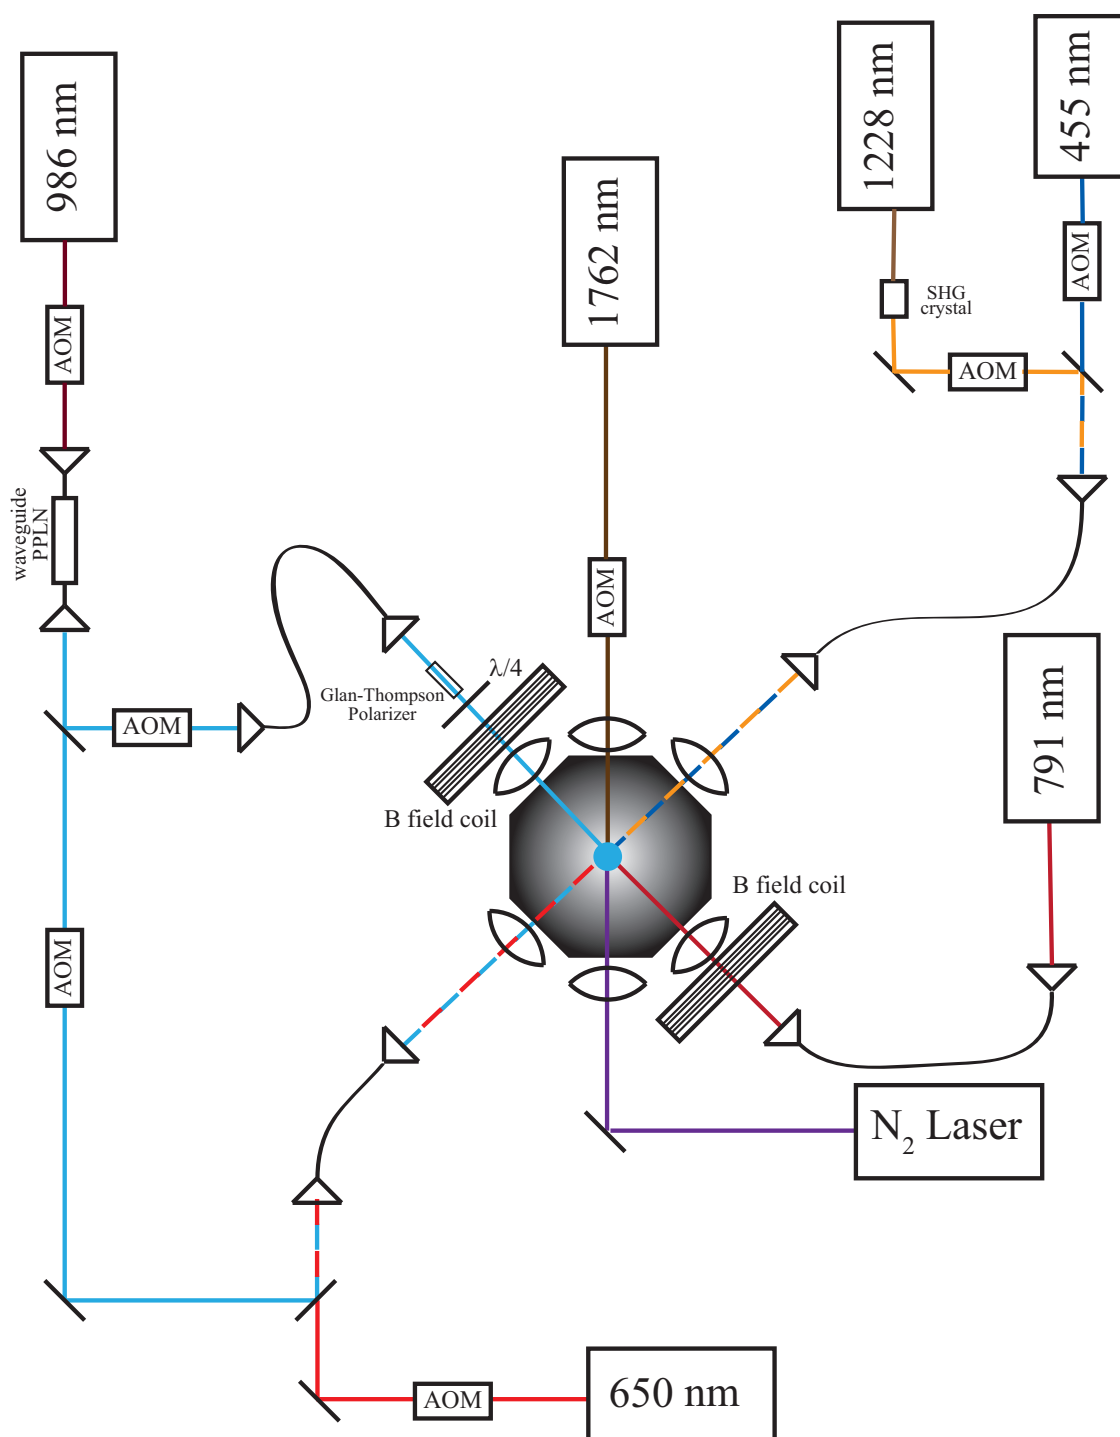 986 nm
1228 nm
455 nm
1762 nm
AOM
SHG
crystal
AOM
AOM
waveguide
PPLN
AOM
λ/4
Glan-Thompson
Polarizer
AOM
791 nm
B field coil
B field coil
AOM
N₂ Laser
AOM
650 nm